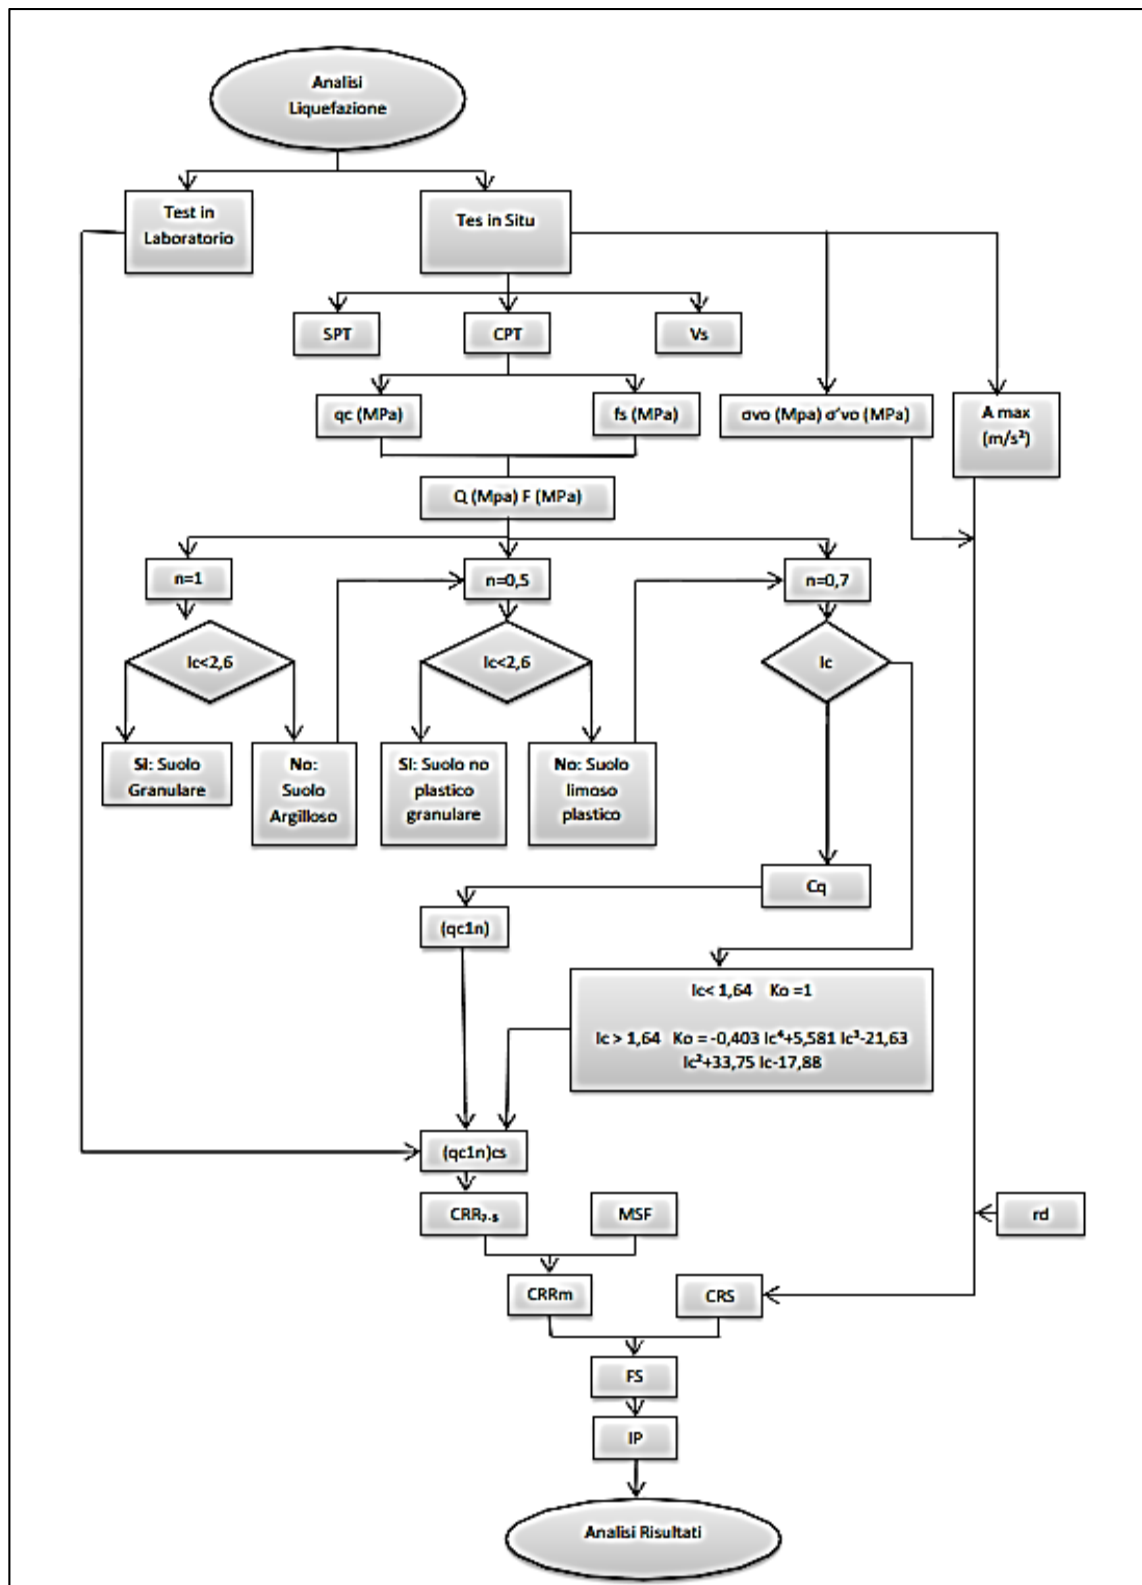 Analisi
Liquefazione
Test in
Laboratorio
Tes in Situ
SPT
CPT
Vs
qc (MPa)
fs (MPa)
σvo (Mpa) σ'vo (MPa)
A max
(m/s²)
Q (Mpa) F (MPa)
n=1
n=0,5
n=0,7
Ic<2,6
Ic<2,6
Ic
SI: Suolo
Granulare
No:
Suolo
Argilloso
SI: Suolo no
plastico
granulare
No: Suolo
limoso
plastico
Cq
(qc1n)
Ic< 1,64 Ko =1
Ic > 1,64 Ko = -0,403 Ic⁴+5,581 Ic³-21,63
Ic²+33,75 Ic-17,88
(qc1n)cs
CRR₇.₅
MSF
rd
CRRm
CRS
FS
IP
Analisi Risultati